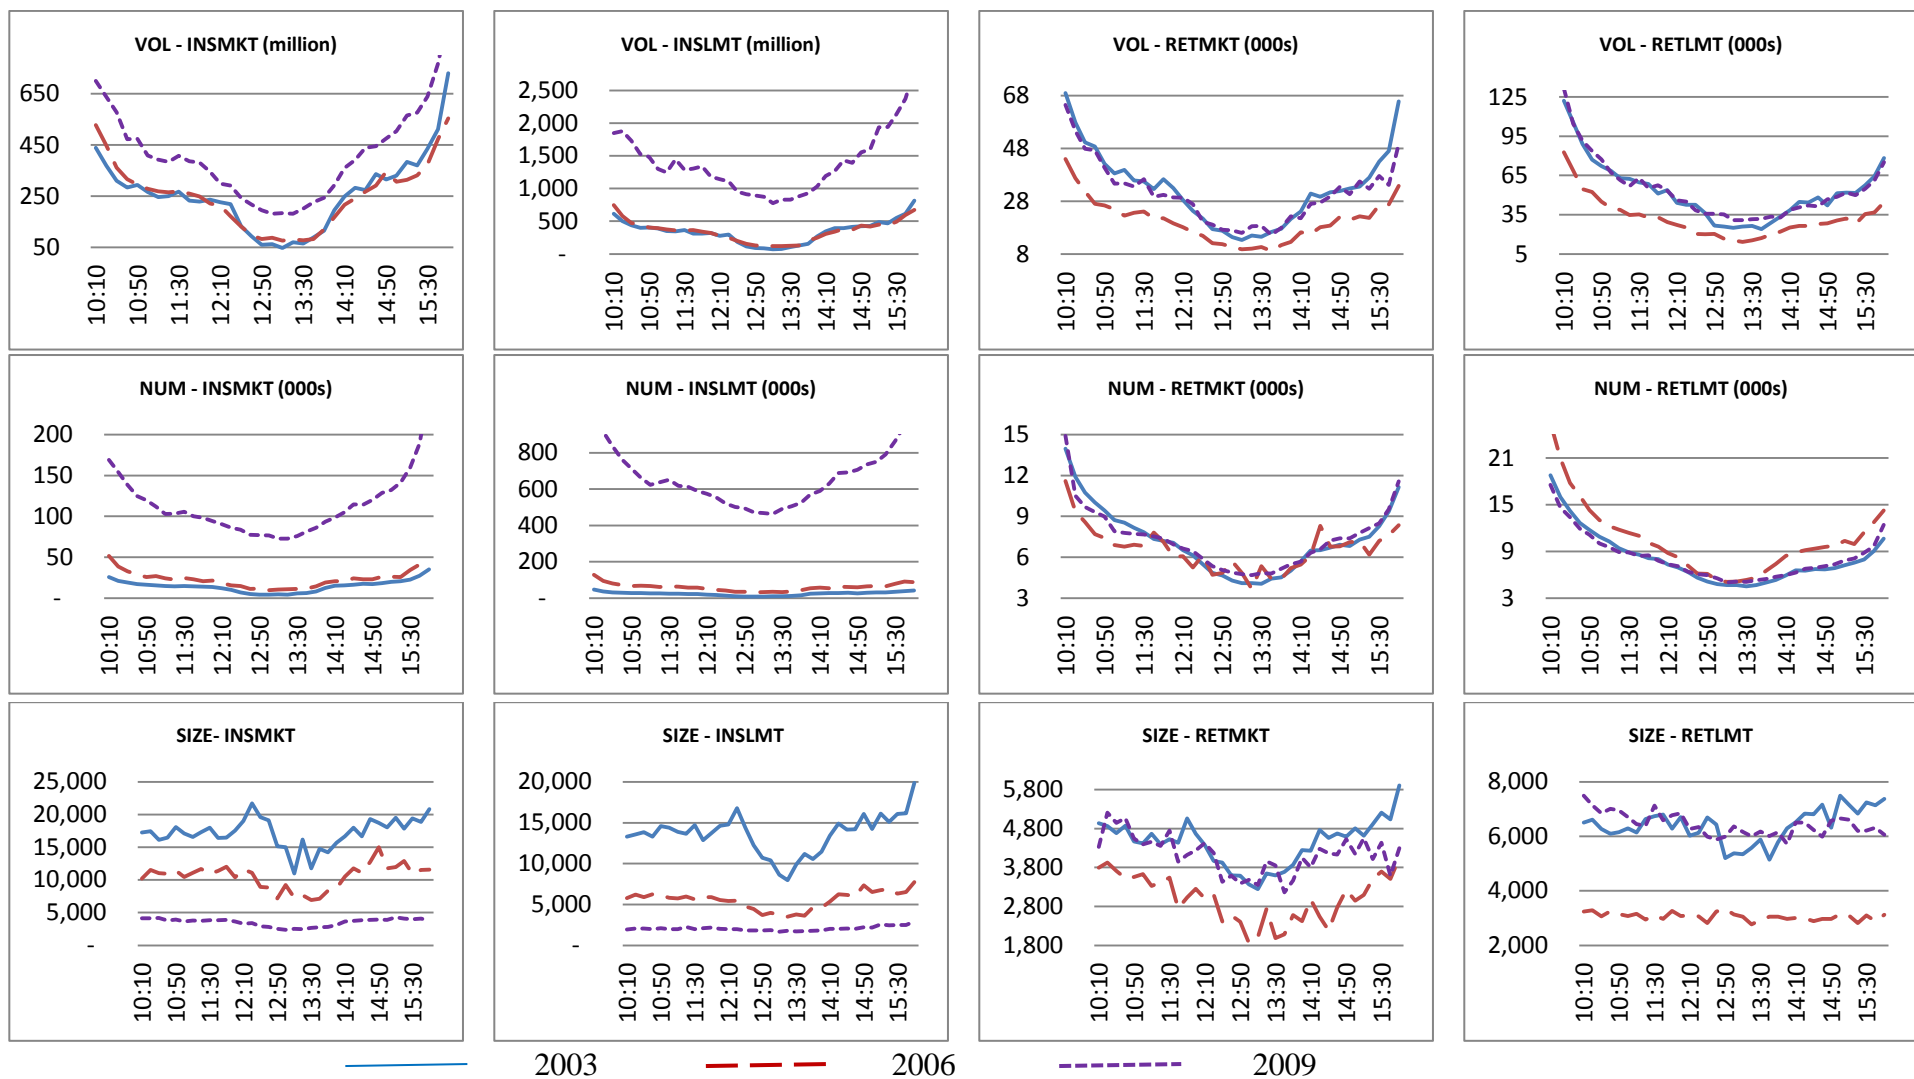 VOL - INSMKT (million)
650
450
250
50
10:10 10:50 11:30 12:10 12:50 13:30 14:10 14:50 15:30
VOL - INSLMT (million)
2,500
2,000
1,500
1,000
500
-
10:10 10:50 11:30 12:10 12:50 13:30 14:10 14:50 15:30
VOL - RETMKT (000s)
68
48
28
8
10:10 10:50 11:30 12:10 12:50 13:30 14:10 14:50 15:30
VOL - RETLMT (000s)
125
95
65
35
5
10:10 10:50 11:30 12:10 12:50 13:30 14:10 14:50 15:30
NUM - INSMKT (000s)
200
150
100
50
-
10:10 10:50 11:30 12:10 12:50 13:30 14:10 14:50 15:30
NUM - INSLMT (000s)
800
600
400
200
-
10:10 10:50 11:30 12:10 12:50 13:30 14:10 14:50 15:30
NUM - RETMKT (000s)
15
12
9
6
3
10:10 10:50 11:30 12:10 12:50 13:30 14:10 14:50 15:30
NUM - RETLMT (000s)
21
15
9
3
10:10 10:50 11:30 12:10 12:50 13:30 14:10 14:50 15:30
SIZE- INSMKT
25,000
20,000
15,000
10,000
5,000
-
10:10 10:50 11:30 12:10 12:50 13:30 14:10 14:50 15:30
SIZE - INSLMT
20,000
15,000
10,000
5,000
-
10:10 10:50 11:30 12:10 12:50 13:30 14:10 14:50 15:30
SIZE - RETMKT
5,800
4,800
3,800
2,800
1,800
10:10 10:50 11:30 12:10 12:50 13:30 14:10 14:50 15:30
SIZE - RETLMT
8,000
6,000
4,000
2,000
10:10 10:50 11:30 12:10 12:50 13:30 14:10 14:50 15:30
2003 2006 2009